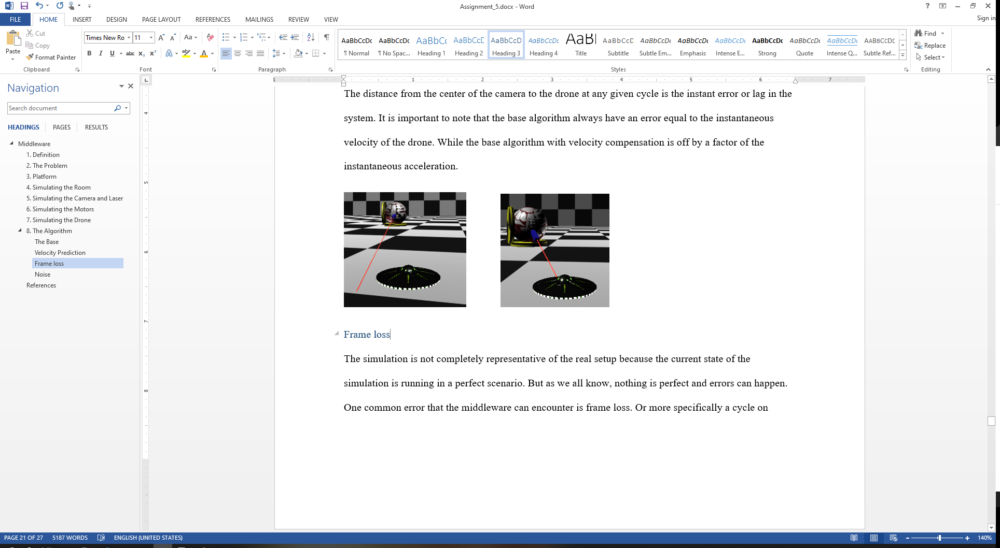 Assignment_5.docx - Word
?
FILE HOME INSERT DESIGN PAGE LAYOUT REFERENCES MAILINGS REVIEW VIEW
Sign in
Paste
Cut
Copy
Format Painter
Clipboard
Times New Ro 11
Aa
B I U abc x₂ x²
Font
Paragraph
AaBbCcDc AaBbCcDc AaBbCc AaBbCcD AaBbCcD AaBbCcDc AaBl AaBbCcD AaBbCcDc AaBbCcDc AaBbCcDc AaBbCcDc AaBbCcDc AaBbCcDc AABBCCDE
¶ Normal ¶ No Spac... Heading 1 Heading 2 Heading 3 Heading 4 Title Subtitle Subtle Em... Emphasis Intense E... Strong Quote Intense Q... Subtle Ref...
Styles
Find
Replace
Select
Editing
Navigation
Search document
HEADINGS PAGES RESULTS
Middleware
1. Definition
2. The Problem
3. Platform
4. Simulating the Room
5. Simulating the Camera and Laser
6. Simulating the Motors
7. Simulating the Drone
8. The Algorithm
The Base
Velocity Prediction
Frame loss
Noise
References
L
1 1 2 3 4 5 6 7
4
5
6
7
8
The distance from the center of the camera to the drone at any given cycle is the instant error or lag in the
system. It is important to note that the base algorithm always have an error equal to the instantaneous
velocity of the drone. While the base algorithm with velocity compensation is off by a factor of the
instantaneous acceleration.
Frame loss
The simulation is not completely representative of the real setup because the current state of the
simulation is running in a perfect scenario. But as we all know, nothing is perfect and errors can happen.
One common error that the middleware can encounter is frame loss. Or more specifically a cycle on
PAGE 21 OF 27 5187 WORDS ENGLISH (UNITED STATES)
140%